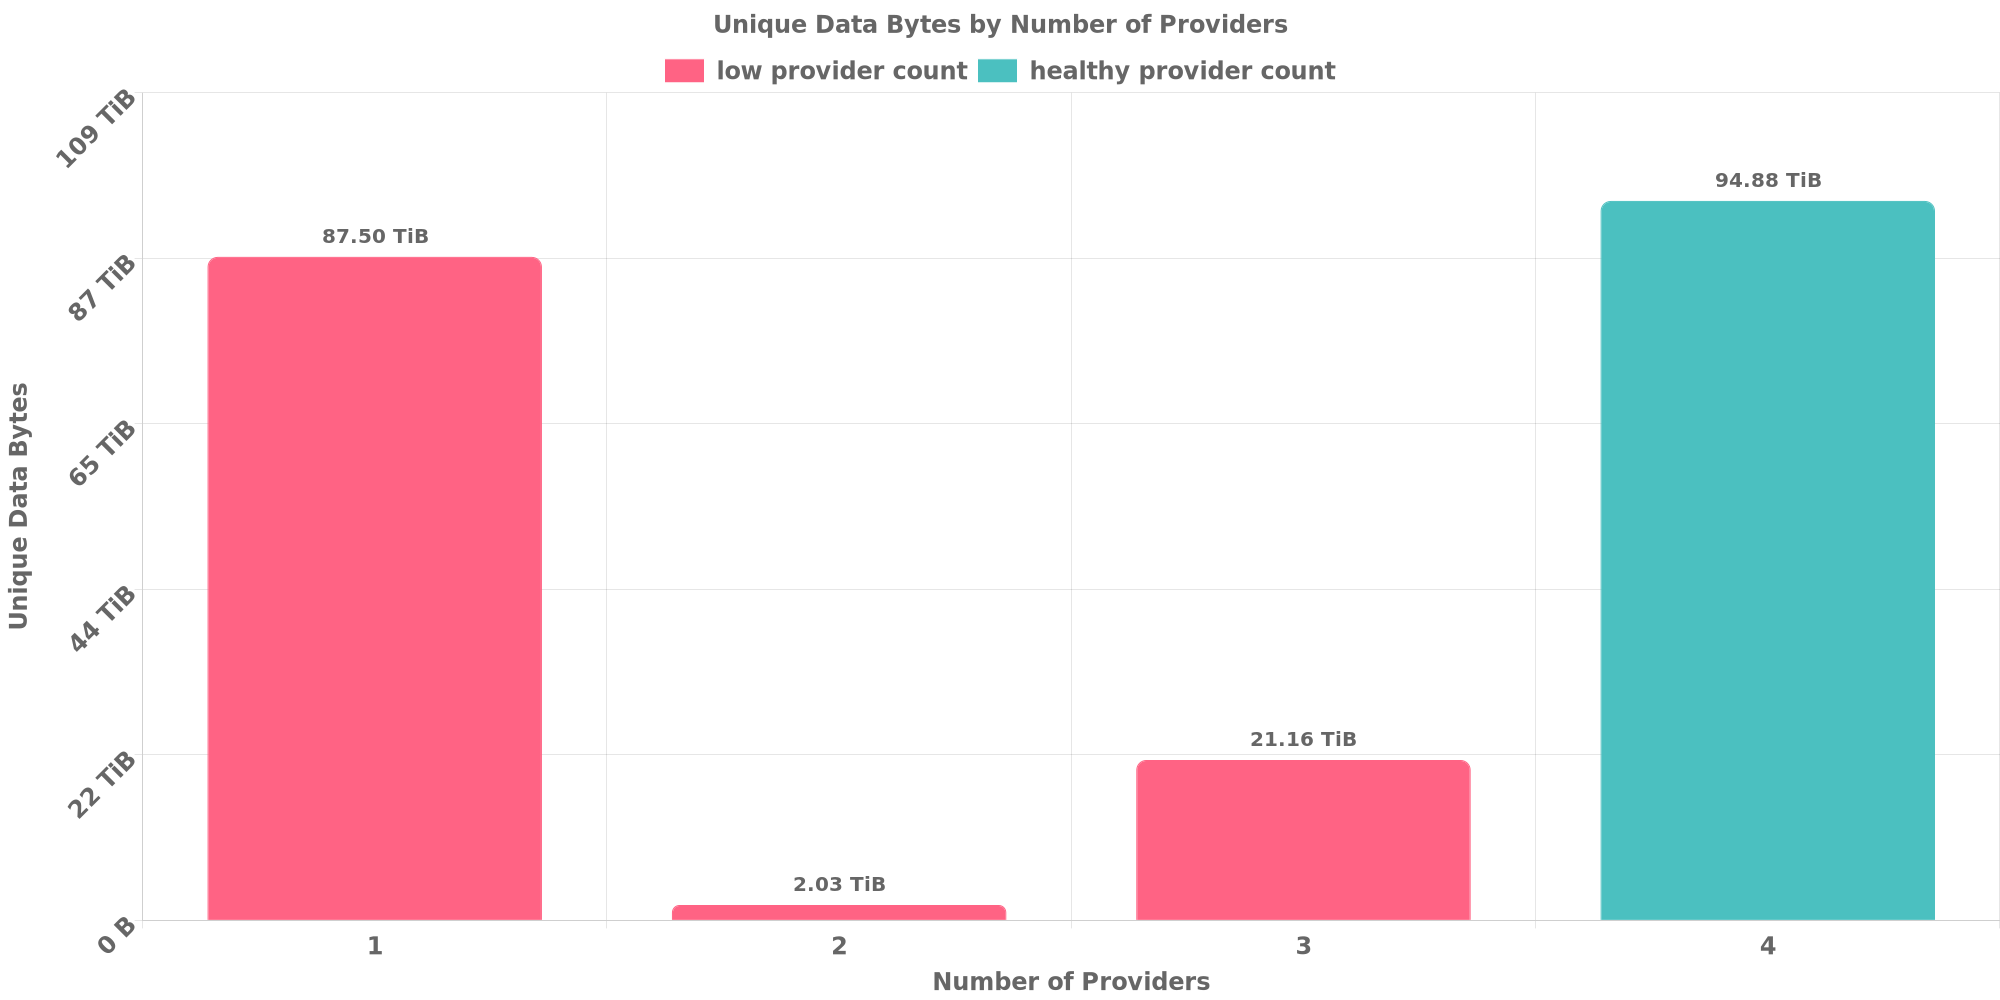 Unique Data Bytes by Number of Providers
low provider count healthy provider count
109 TiB
87 TiB
65 TiB
44 TiB
22 TiB
0 B
Unique Data Bytes
87.50 TiB
2.03 TiB
21.16 TiB
94.88 TiB
1 2 3 4
Number of Providers